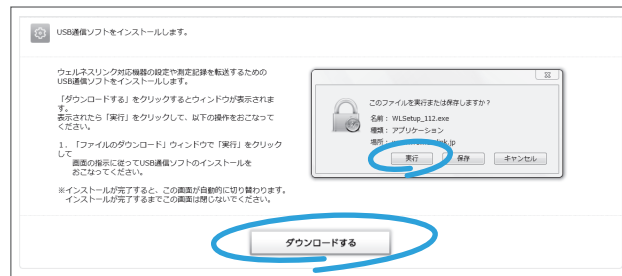 USB通信ソフトをインストールします。
ウェルネスリンク対応機器の設定や測定記録を転送するための
USB通信ソフトをインストールします。
「ダウンロードする」をクリックするとウィンドウが表示されま
す。
表示されたら「実行」をクリックして、以下の操作をおこなって
ください。
1. 「ファイルのダウンロード」ウィンドウで「実行」をクリック
して
画面の指示に従ってUSB通信ソフトのインストールを
おこなってください。
※インストールが完了すると、この画面が自動的に切り替わります。
インストールが完了するまでこの画面は閉じないでください。
このファイルを実行または保存しますか?
名前: WLSetup_112.exe
種類: アプリケーション
場所:
実行 保存 キャンセル
ダウンロードする